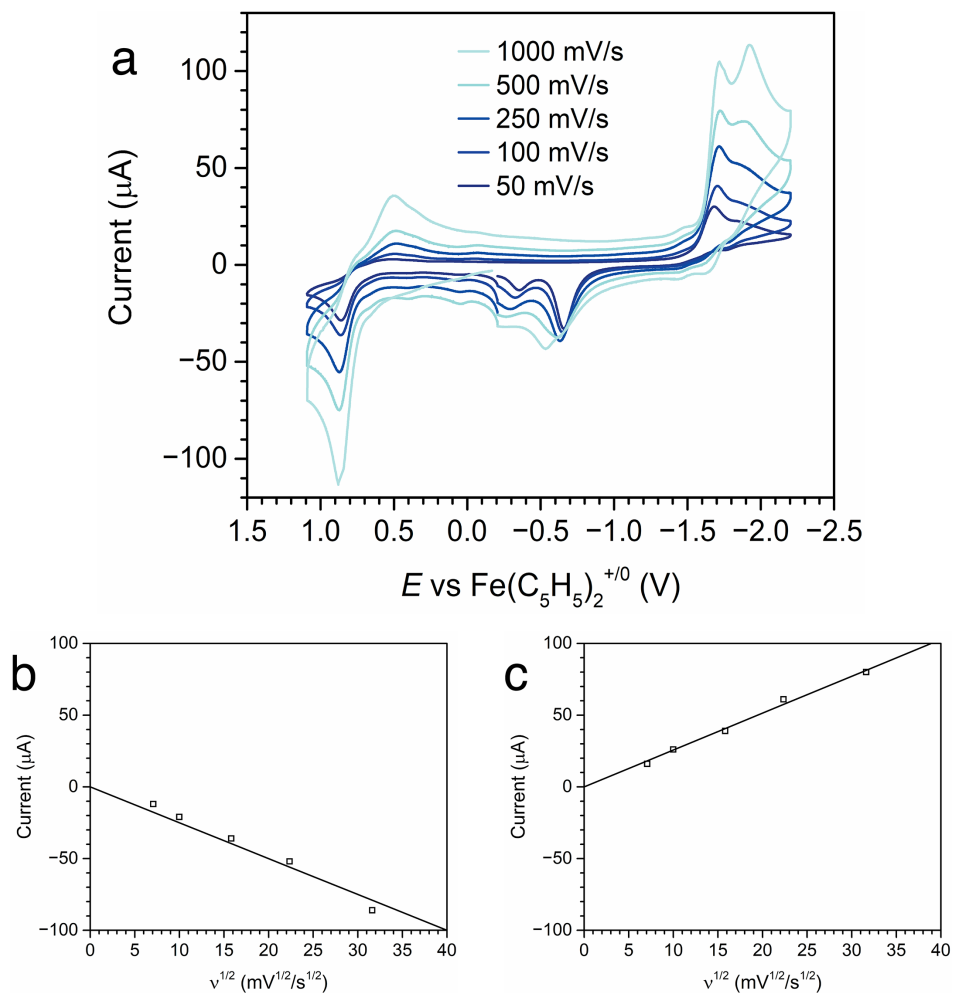 a
1000 mV/s
500 mV/s
250 mV/s
100 mV/s
50 mV/s
Current (μA)
100
50
0
−50
−100
1.5 1.0 0.5 0.0 −0.5 −1.0 −1.5 −2.0 −2.5
E vs Fe(C₅H₅)₂⁺/⁰ (V)
b
Current (μA)
100
50
0
−50
−100
0 5 10 15 20 25 30 35 40
ν¹/² (mV¹/²/s¹/²)
c
Current (μA)
100
50
0
−50
−100
0 5 10 15 20 25 30 35 40
ν¹/² (mV¹/²/s¹/²)